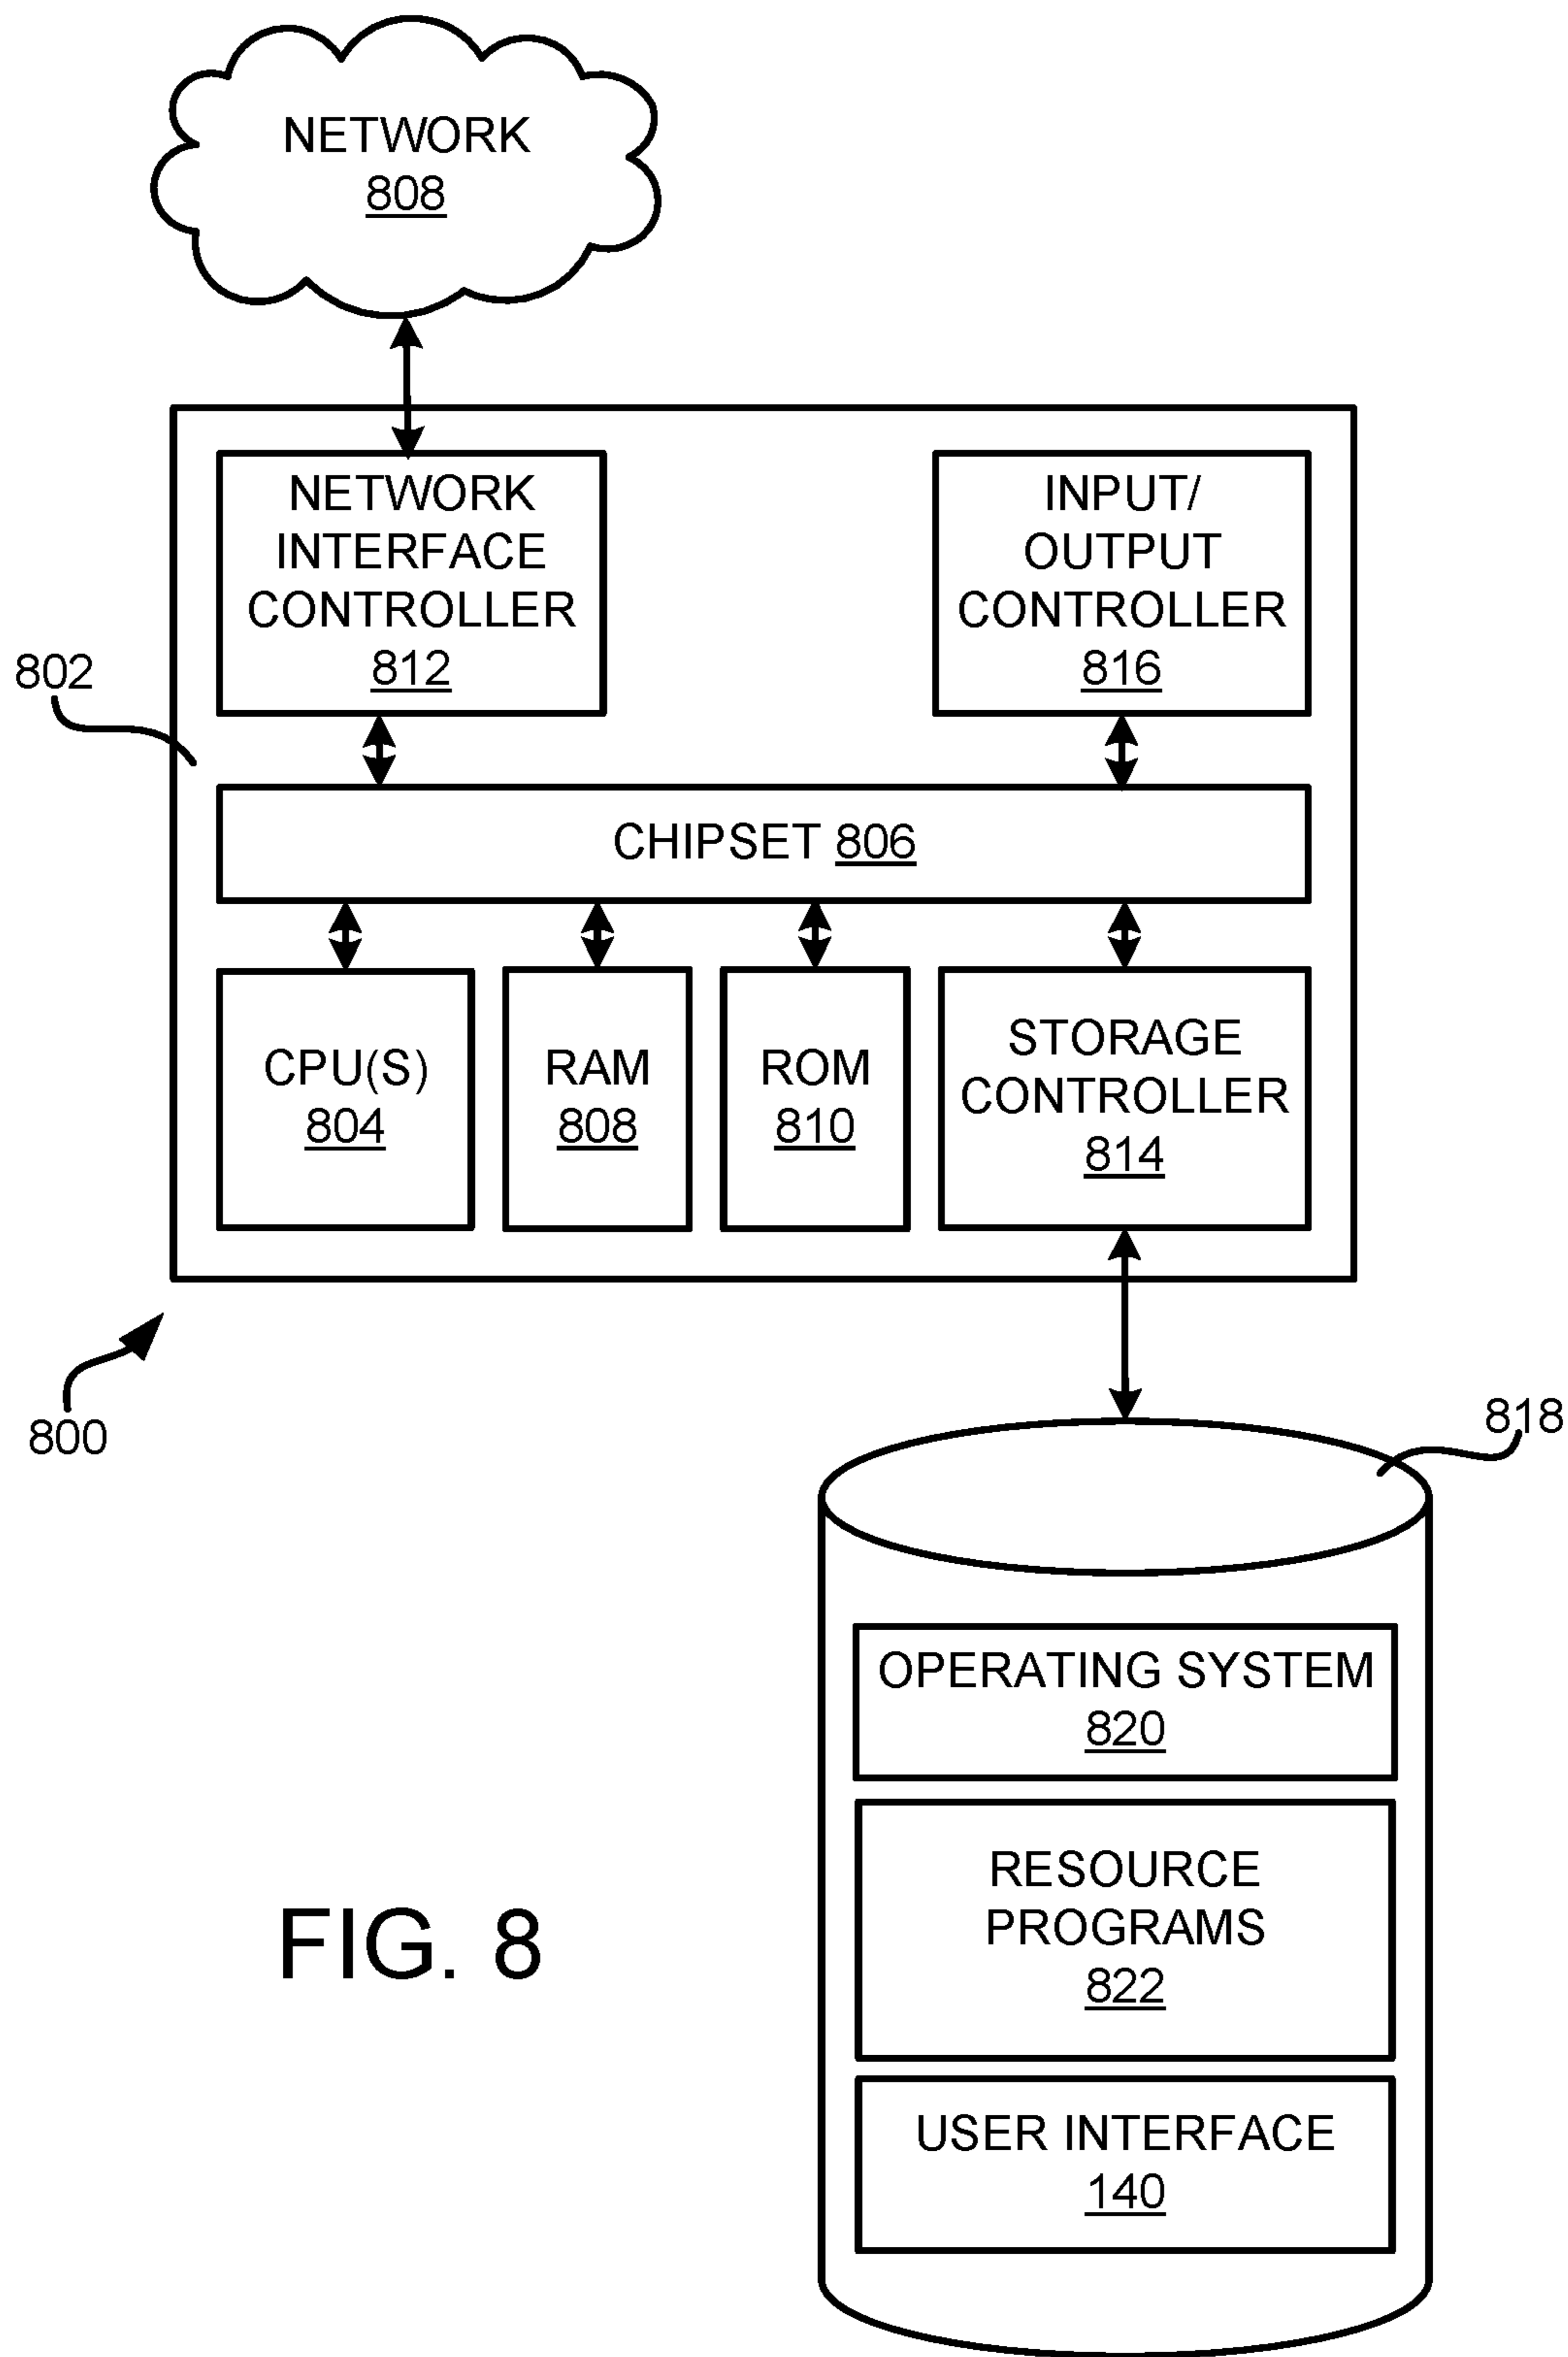 NETWORK
808
NETWORK
INTERFACE
CONTROLLER
812
INPUT/
OUTPUT
CONTROLLER
816
802
CHIPSET 806
CPU(S)
804
RAM
808
ROM
810
STORAGE
CONTROLLER
814
800
818
OPERATING SYSTEM
820
RESOURCE
PROGRAMS
822
USER INTERFACE
140
FIG. 8